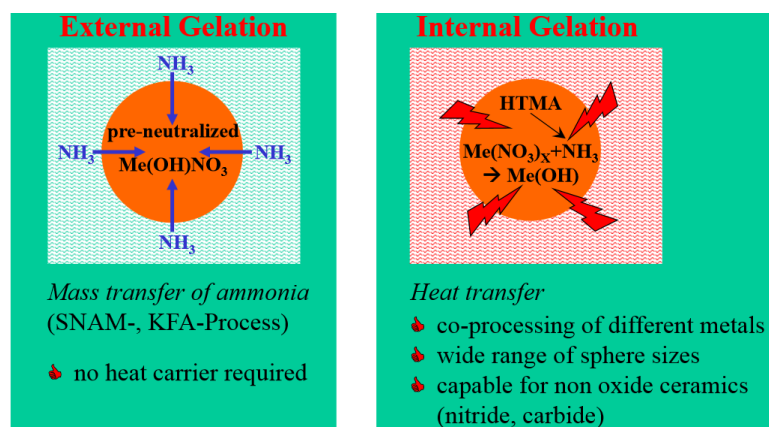 External Gelation
NH₃
pre-neutralized
NH₃ Me(OH)NO₃ NH₃
NH₃
Mass transfer of ammonia
(SNAM-, KFA-Process)
no heat carrier required
Internal Gelation
HTMA
Me(NO₃)ₓ+NH₃
→ Me(OH)
Heat transfer
co-processing of different metals
wide range of sphere sizes
capable for non oxide ceramics
(nitride, carbide)